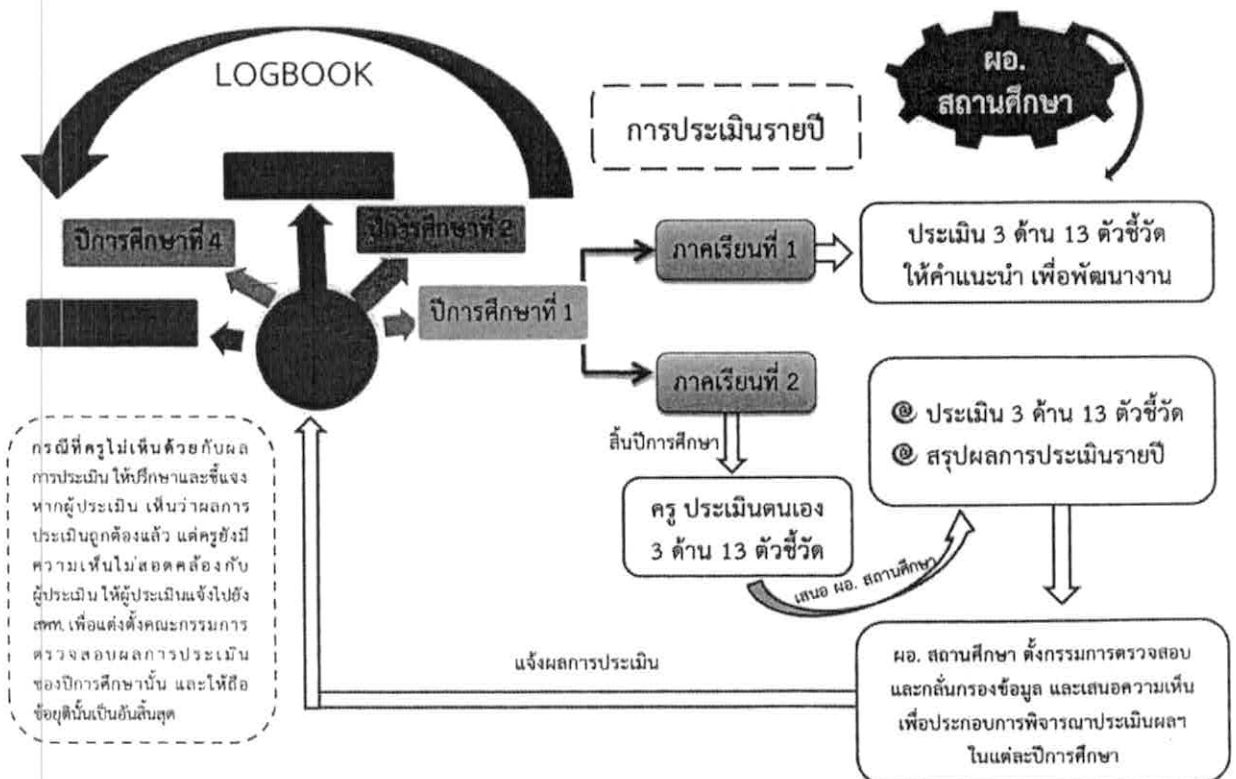 LOGBOOK
ผอ.
สถานศึกษา
การประเมินรายปี
ปีการศึกษาที่ 4
ปีการศึกษาที่ 2
ปีการศึกษาที่ 1
ภาคเรียนที่ 1
ประเมิน 3 ด้าน 13 ตัวชี้วัด
ให้คำแนะนำ เพื่อพัฒนางาน
ภาคเรียนที่ 2
สิ้นปีการศึกษา
ครู ประเมินตนเอง
3 ด้าน 13 ตัวชี้วัด
เสนอ ผอ. สถานศึกษา
ประเมิน 3 ด้าน 13 ตัวชี้วัด
สรุปผลการประเมินรายปี
ผอ. สถานศึกษา ตั้งกรรมการตรวจสอบ
และกลั่นกรองข้อมูล และเสนอความเห็น
เพื่อประกอบการพิจารณาประเมินผลฯ
ในแต่ละปีการศึกษา
แจ้งผลการประเมิน
กรณีที่ครูไม่เห็นด้วยกับผล
การประเมิน ให้ปรึกษาและชี้แจง
หากผู้ประเมิน เห็นว่าผลการ
ประเมินถูกต้องแล้ว แต่ครูยังมี
ความเห็นไม่สอดคล้องกับ
ผู้ประเมิน ให้ผู้ประเมินแจ้งไปยัง
สพท. เพื่อแต่งตั้งคณะกรรมการ
ตรวจสอบผลการประเมิน
ของปีการศึกษานั้น และให้ถือ
ข้อยุตินั้นเป็นอันสิ้นสุด